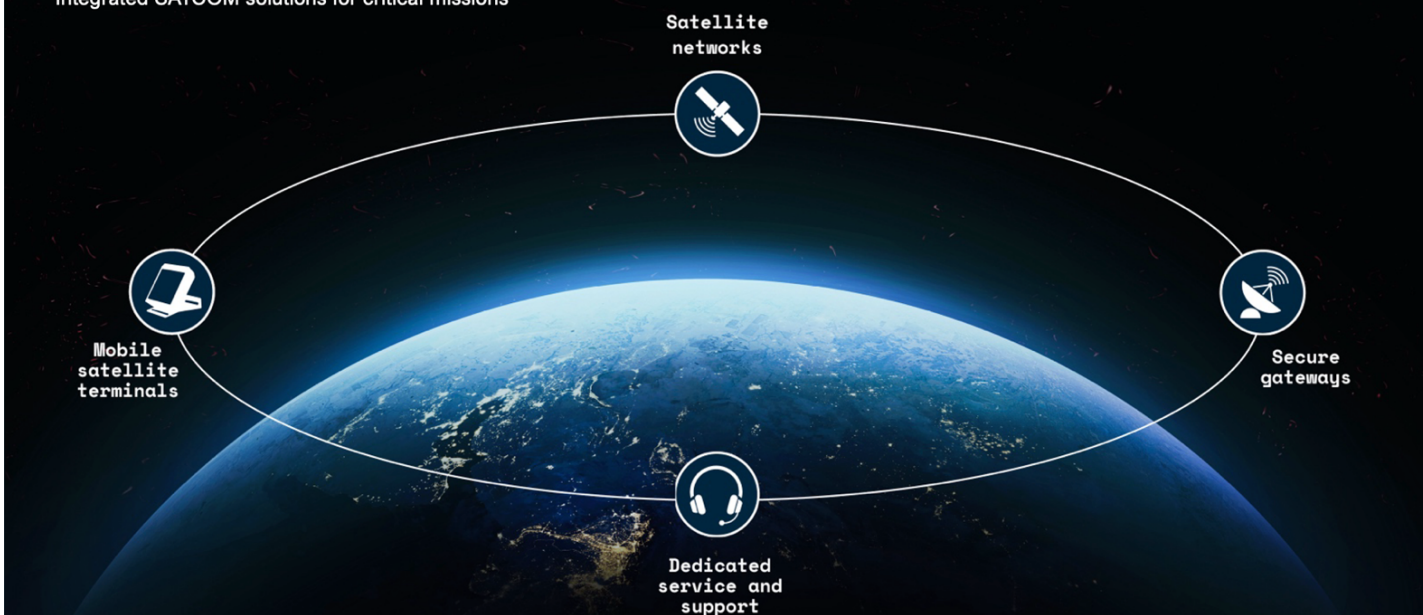 Integrated SATCOM solutions for critical missions
Satellite
networks
Mobile
satellite
terminals
Secure
gateways
Dedicated
service and
support